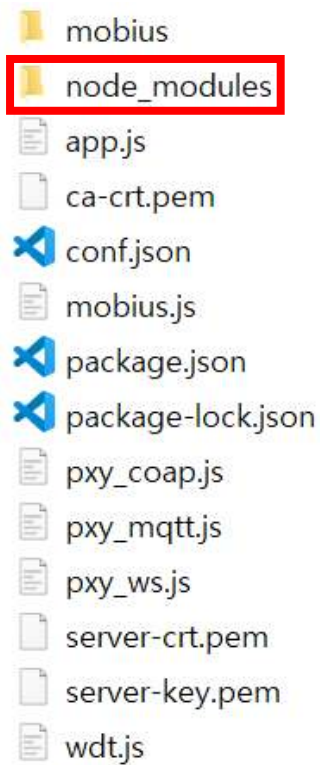 mobius
node_modules
app.js
ca-crt.pem
conf.json
mobius.js
package.json
package-lock.json
pxy_coap.js
pxy_mqtt.js
pxy_ws.js
server-crt.pem
server-key.pem
wdt.js